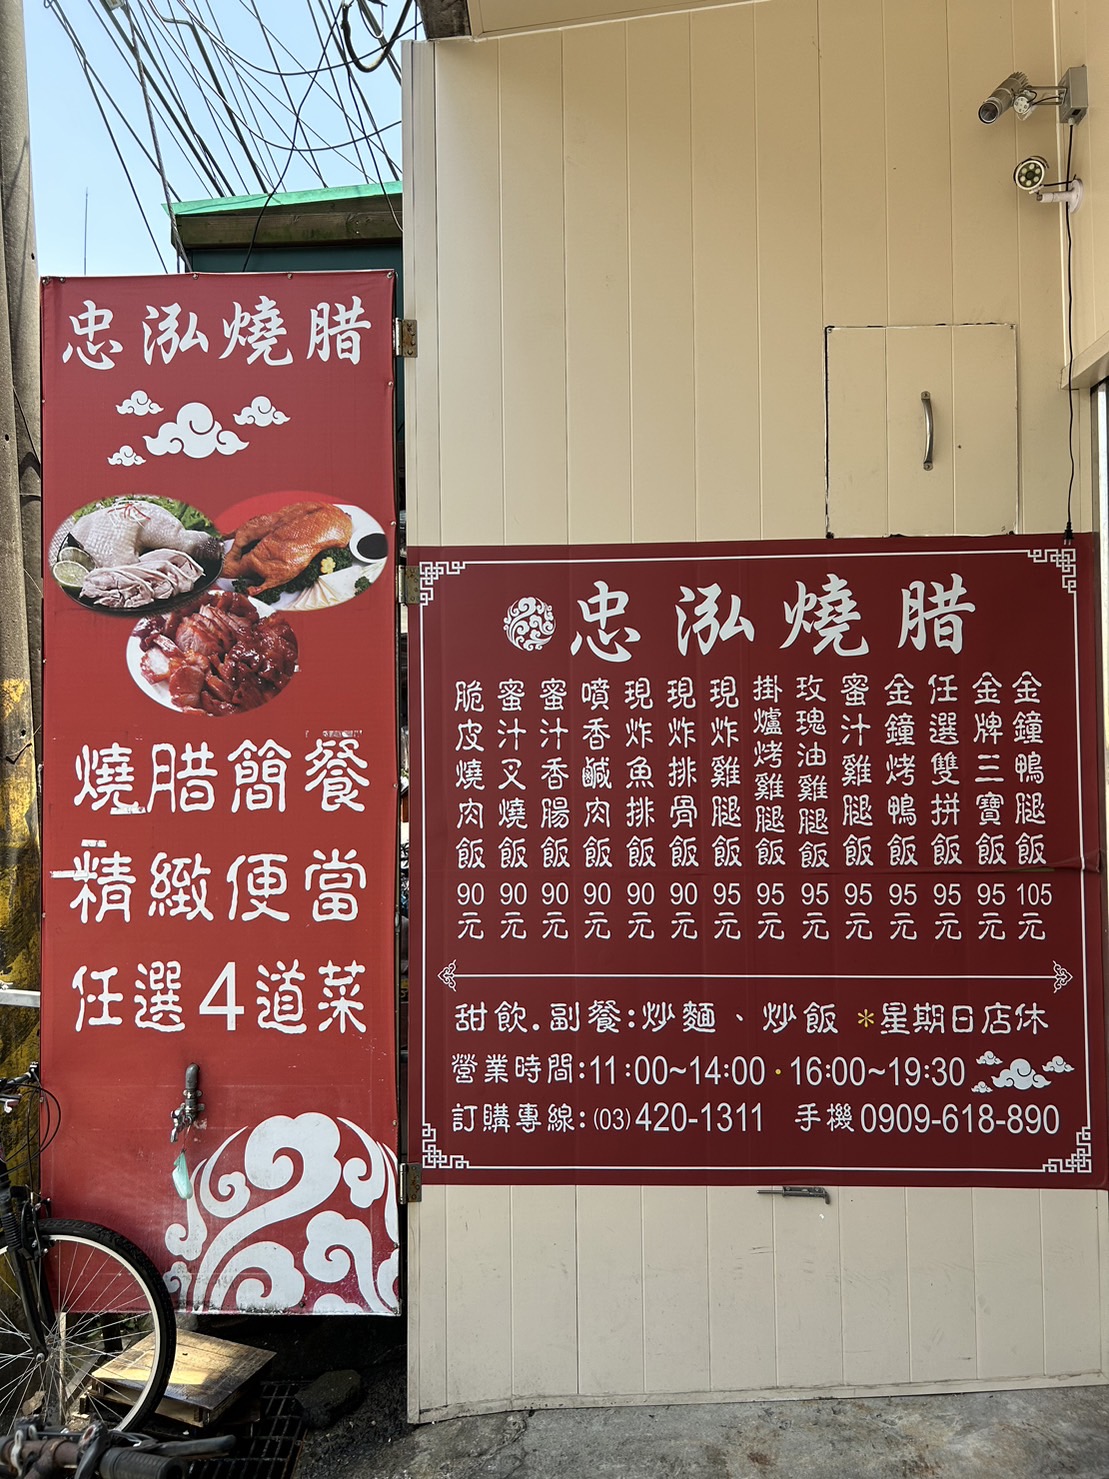 忠泓燒腊
燒腊簡餐
精緻便當
任選4道菜
忠泓燒腊
金鐘鴨腿飯 105元
金牌三寶飯 95元
任選雙拼飯 95元
金鐘烤鴨飯 95元
蜜汁雞腿飯 95元
玫瑰油雞腿飯 95元
掛爐烤雞腿飯 95元
現炸雞腿飯 95元
現炸排骨飯 90元
現炸魚排飯 90元
噴香鹹肉飯 90元
蜜汁香腸飯 90元
蜜汁叉燒飯 90元
脆皮燒肉飯 90元
甜飲.副餐:炒麵、炒飯 *星期日店休
營業時間:11:00~14:00·16:00~19:30
訂購專線:(03)420-1311 手機0909-618-890